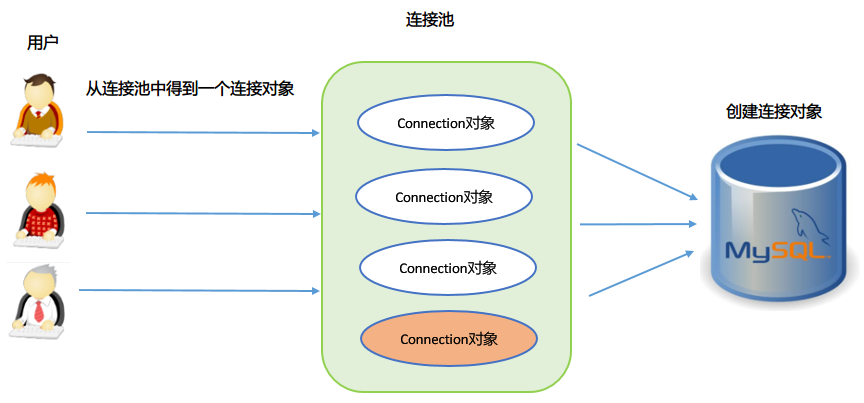 连接池
用户
从连接池中得到一个连接对象
创建连接对象
Connection对象
Connection对象
Connection对象
Connection对象
MySQL